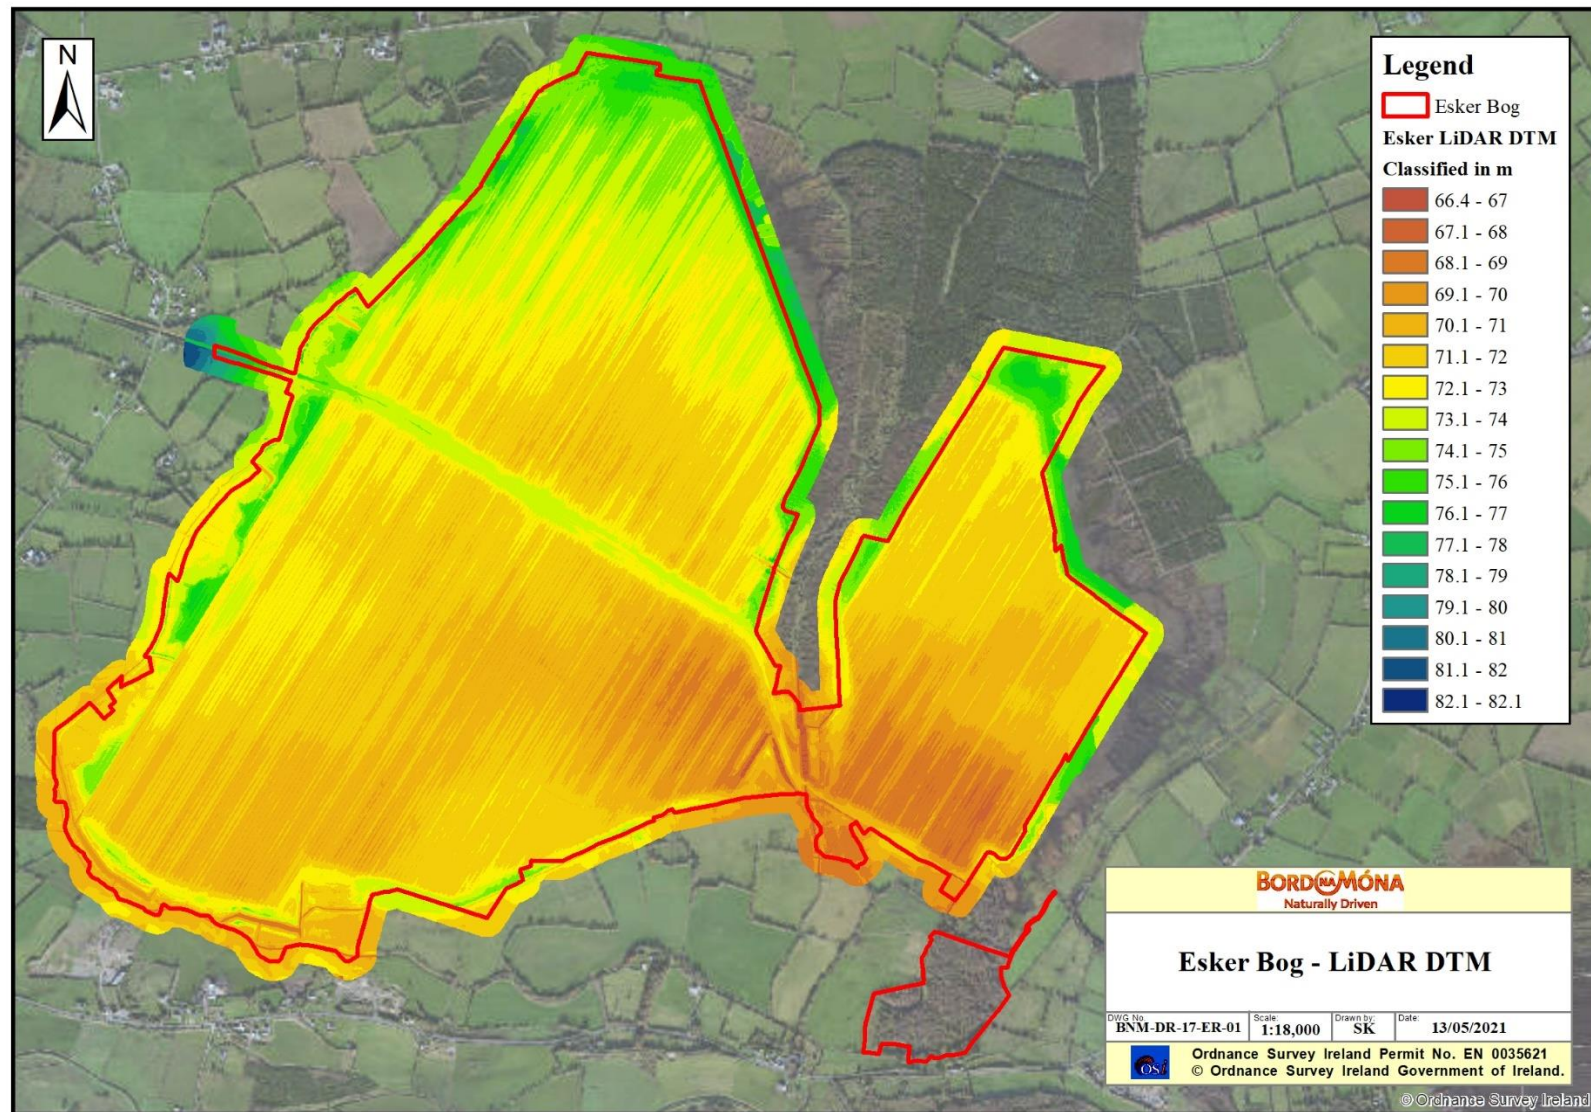 N
Legend
Esker Bog
Esker LiDAR DTM
Classified in m
66.4 - 67
67.1 - 68
68.1 - 69
69.1 - 70
70.1 - 71
71.1 - 72
72.1 - 73
73.1 - 74
74.1 - 75
75.1 - 76
76.1 - 77
77.1 - 78
78.1 - 79
79.1 - 80
80.1 - 81
81.1 - 82
82.1 - 82.1
BORD NA MÓNA
Naturally Driven
Esker Bog - LiDAR DTM
DWG No. BNM-DR-17-ER-01 Scale: 1:18,000 Drawn by: SK Date: 13/05/2021
OSi
Ordnance Survey Ireland Permit No. EN 0035621
© Ordnance Survey Ireland Government of Ireland.
© Ordnance Survey Ireland